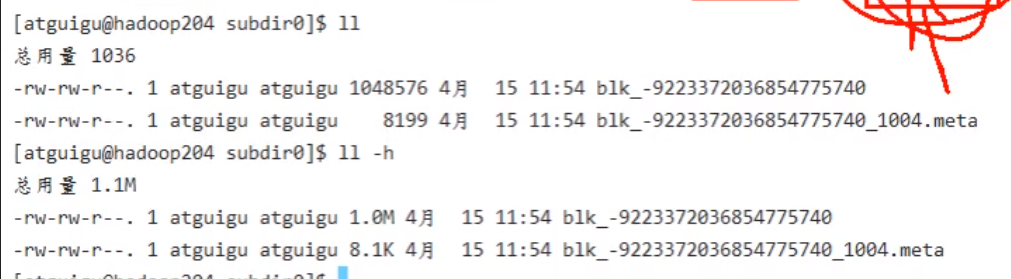 [atguigu@hadoop204 subdir0]$ ll
总用量 1036
-rw-rw-r--. 1 atguigu atguigu 1048576 4月  15 11:54 blk_-9223372036854775740
-rw-rw-r--. 1 atguigu atguigu    8199 4月  15 11:54 blk_-9223372036854775740_1004.meta
[atguigu@hadoop204 subdir0]$ ll -h
总用量 1.1M
-rw-rw-r--. 1 atguigu atguigu 1.0M 4月  15 11:54 blk_-9223372036854775740
-rw-rw-r--. 1 atguigu atguigu 8.1K 4月  15 11:54 blk_-9223372036854775740_1004.meta
[atguigu@hadoop204 subdir0]$